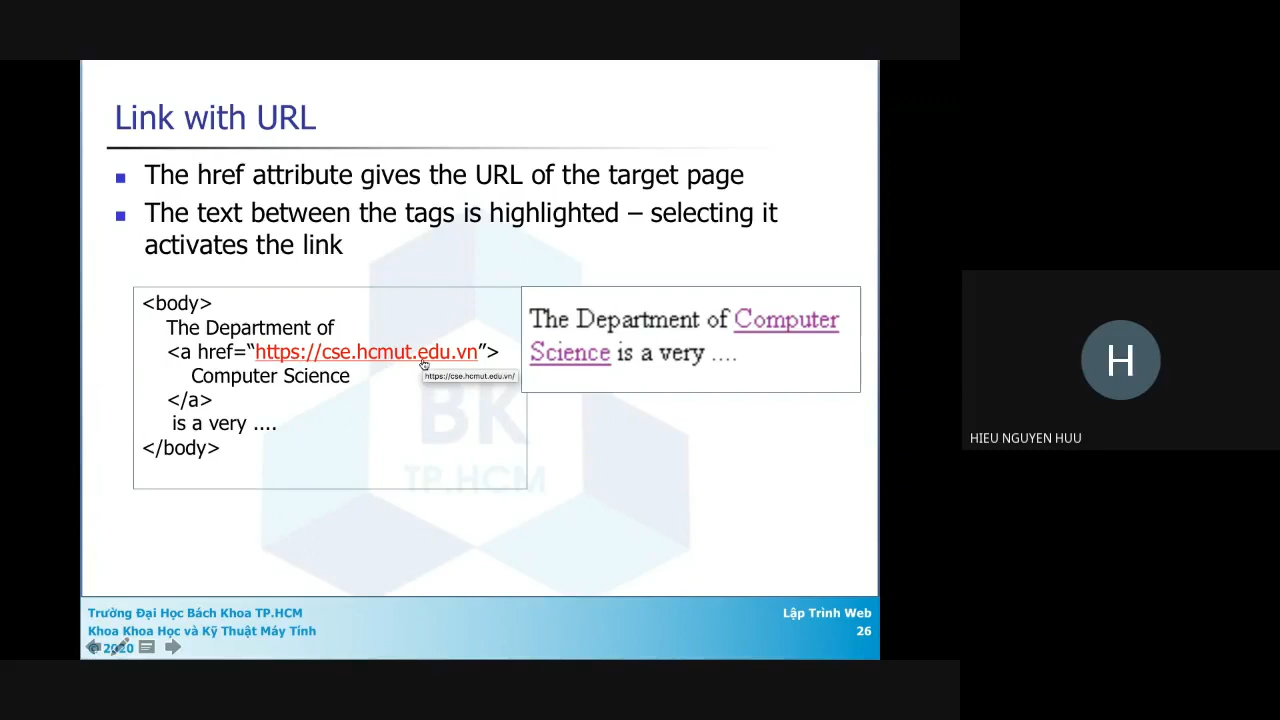 Link with URL
The href attribute gives the URL of the target page
The text between the tags is highlighted – selecting it
activates the link
<body>
The Department of
<a href=“https://cse.hcmut.edu.vn”>
https://cse.hcmut.edu.vn/
Computer Science
</a>
is a very ....
</body>
The Department of Computer
Science is a very ....
BK
TP.HCM
H
HIEU NGUYEN HUU
Trường Đại Học Bách Khoa TP.HCM
Khoa Khoa Học và Kỹ Thuật Máy Tính
© 2020
Lập Trình Web
26